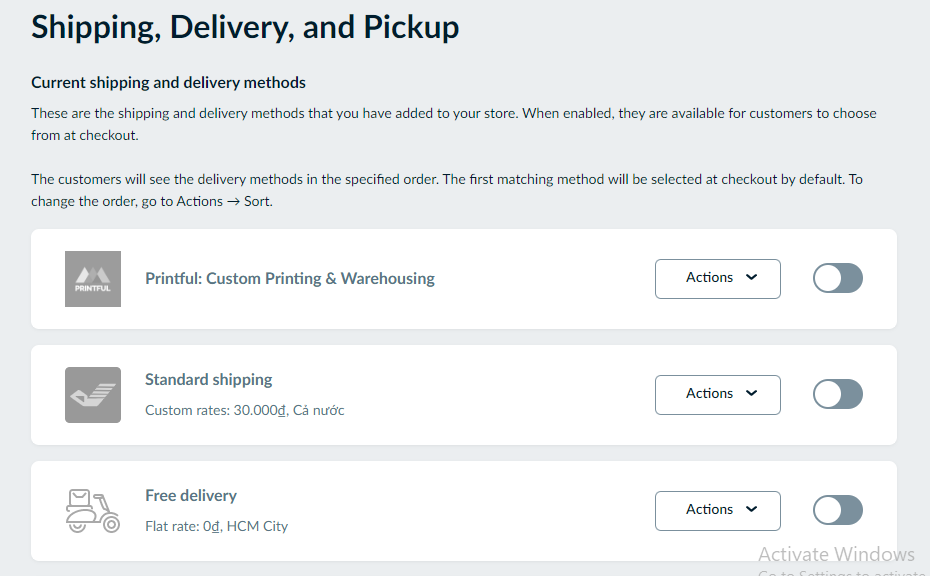 Shipping, Delivery, and Pickup
Current shipping and delivery methods
These are the shipping and delivery methods that you have added to your store. When enabled, they are available for customers to choose
from at checkout.
The customers will see the delivery methods in the specified order. The first matching method will be selected at checkout by default. To
change the order, go to Actions → Sort.
PRINTFUL
Printful: Custom Printing & Warehousing
Actions
Standard shipping
Custom rates: 30.000₫, Cả nước
Actions
Free delivery
Flat rate: 0₫, HCM City
Actions
Activate Windows
Go to Settings to activate